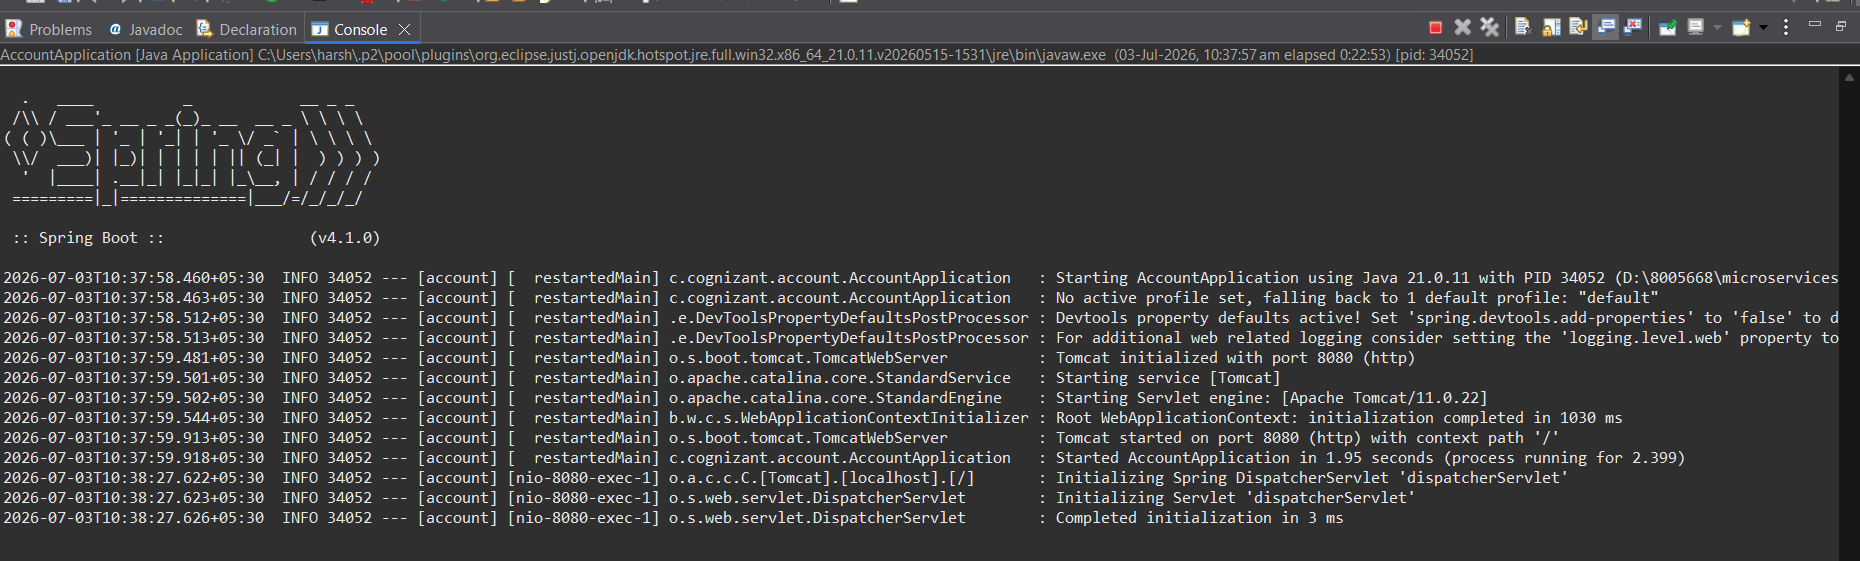 Problems Javadoc Declaration Console
AccountApplication [Java Application] C:\Users\harsh\.p2\pool\plugins\org.eclipse.justj.openjdk.hotspot.jre.full.win32.x86_64_21.0.11.v20260515-1531\jre\bin\javaw.exe (03-Jul-2026, 10:37:57 am elapsed 0:22:53) [pid: 34052]
  .   ____          _            __ _ _
 /\\ / ___'_ __ _ _(_)_ __  __ _ \ \ \ \
( ( )\___ | '_ | '_| | '_ \/ _` | \ \ \ \
 \\/  ___)| |_)| | | | | || (_| |  ) ) ) )
  '  |____| .__|_| |_|_| |_\__, | / / / /
 =========|_|==============|___/=/_/_/_/
 :: Spring Boot ::                (v4.1.0)
2026-07-03T10:37:58.460+05:30  INFO 34052 --- [account] [  restartedMain] c.cognizant.account.AccountApplication   : Starting AccountApplication using Java 21.0.11 with PID 34052 (D:\8005668\microservices
2026-07-03T10:37:58.463+05:30  INFO 34052 --- [account] [  restartedMain] c.cognizant.account.AccountApplication   : No active profile set, falling back to 1 default profile: "default"
2026-07-03T10:37:58.512+05:30  INFO 34052 --- [account] [  restartedMain] .e.DevToolsPropertyDefaultsPostProcessor : Devtools property defaults active! Set 'spring.devtools.add-properties' to 'false' to d
2026-07-03T10:37:58.513+05:30  INFO 34052 --- [account] [  restartedMain] .e.DevToolsPropertyDefaultsPostProcessor : For additional web related logging consider setting the 'logging.level.web' property to
2026-07-03T10:37:59.481+05:30  INFO 34052 --- [account] [  restartedMain] o.s.boot.tomcat.TomcatWebServer          : Tomcat initialized with port 8080 (http)
2026-07-03T10:37:59.501+05:30  INFO 34052 --- [account] [  restartedMain] o.apache.catalina.core.StandardService   : Starting service [Tomcat]
2026-07-03T10:37:59.502+05:30  INFO 34052 --- [account] [  restartedMain] o.apache.catalina.core.StandardEngine    : Starting Servlet engine: [Apache Tomcat/11.0.22]
2026-07-03T10:37:59.544+05:30  INFO 34052 --- [account] [  restartedMain] b.w.c.s.WebApplicationContextInitializer : Root WebApplicationContext: initialization completed in 1030 ms
2026-07-03T10:37:59.913+05:30  INFO 34052 --- [account] [  restartedMain] o.s.boot.tomcat.TomcatWebServer          : Tomcat started on port 8080 (http) with context path '/'
2026-07-03T10:37:59.918+05:30  INFO 34052 --- [account] [  restartedMain] c.cognizant.account.AccountApplication   : Started AccountApplication in 1.95 seconds (process running for 2.399)
2026-07-03T10:38:27.622+05:30  INFO 34052 --- [account] [nio-8080-exec-1] o.a.c.c.C.[Tomcat].[localhost].[/]       : Initializing Spring DispatcherServlet 'dispatcherServlet'
2026-07-03T10:38:27.623+05:30  INFO 34052 --- [account] [nio-8080-exec-1] o.s.web.servlet.DispatcherServlet        : Initializing Servlet 'dispatcherServlet'
2026-07-03T10:38:27.626+05:30  INFO 34052 --- [account] [nio-8080-exec-1] o.s.web.servlet.DispatcherServlet        : Completed initialization in 3 ms